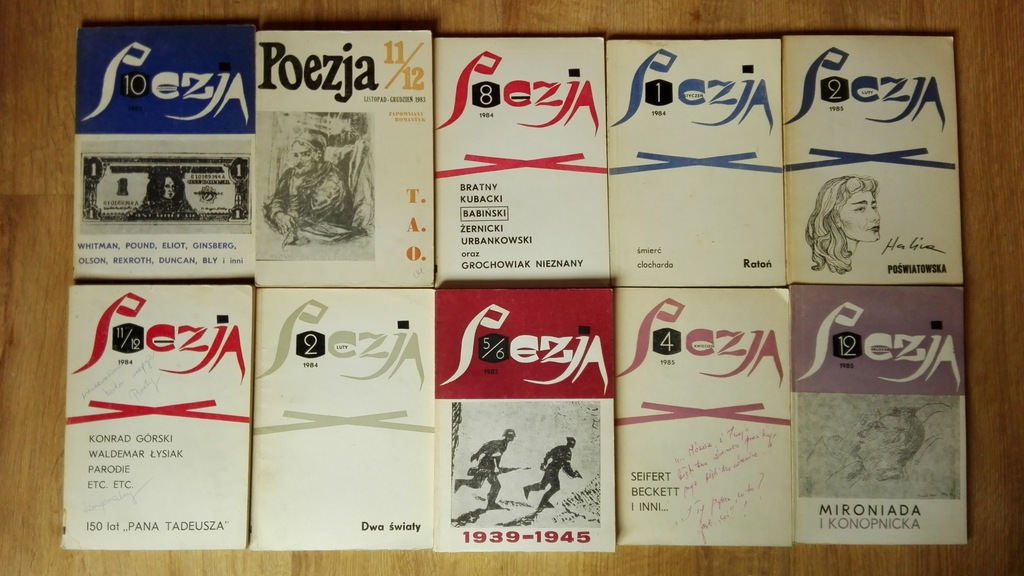 Poezja
10
WHITMAN, POUND, ELIOT, GINSBERG,
OLSON, REXROTH, DUNCAN, BLY i inni
Poezja 11/12
LISTOPAD-GRUDZIEŃ 1983
ZAPOMNIANY
ROMANTYK
T.
A.
O.
Poezja
8
1984
BRATNY
KUBACKI
BABIŃSKI
ŻERNICKI
URBANKOWSKI
oraz
GROCHOWIAK NIEZNANY
Poezja
1 STYCZEŃ
1984
śmierć
clocharda
Ratoń
Poezja
2 LUTY
1985
Halina
POŚWIATOWSKA
Poezja
11/12
1984
KONRAD GÓRSKI
WALDEMAR ŁYSIAK
PARODIE
ETC. ETC.
150 lat „PANA TADEUSZA"
Poezja
2 LUTY
1984
Dwa światy
Poezja
5/6
1985
1939-1945
Poezja
4 KWIECIEŃ
1985
SEIFERT
BECKETT
I INNI...
Poezja
12
1985
MIRONIADA
I KONOPNICKA